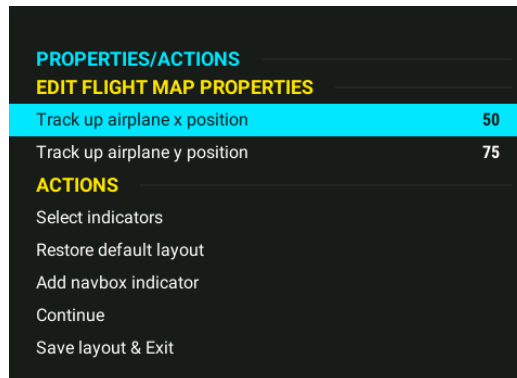 PROPERTIES/ACTIONS
EDIT FLIGHT MAP PROPERTIES
Track up airplane x position 50
Track up airplane y position 75
ACTIONS
Select indicators
Restore default layout
Add navbox indicator
Continue
Save layout & Exit